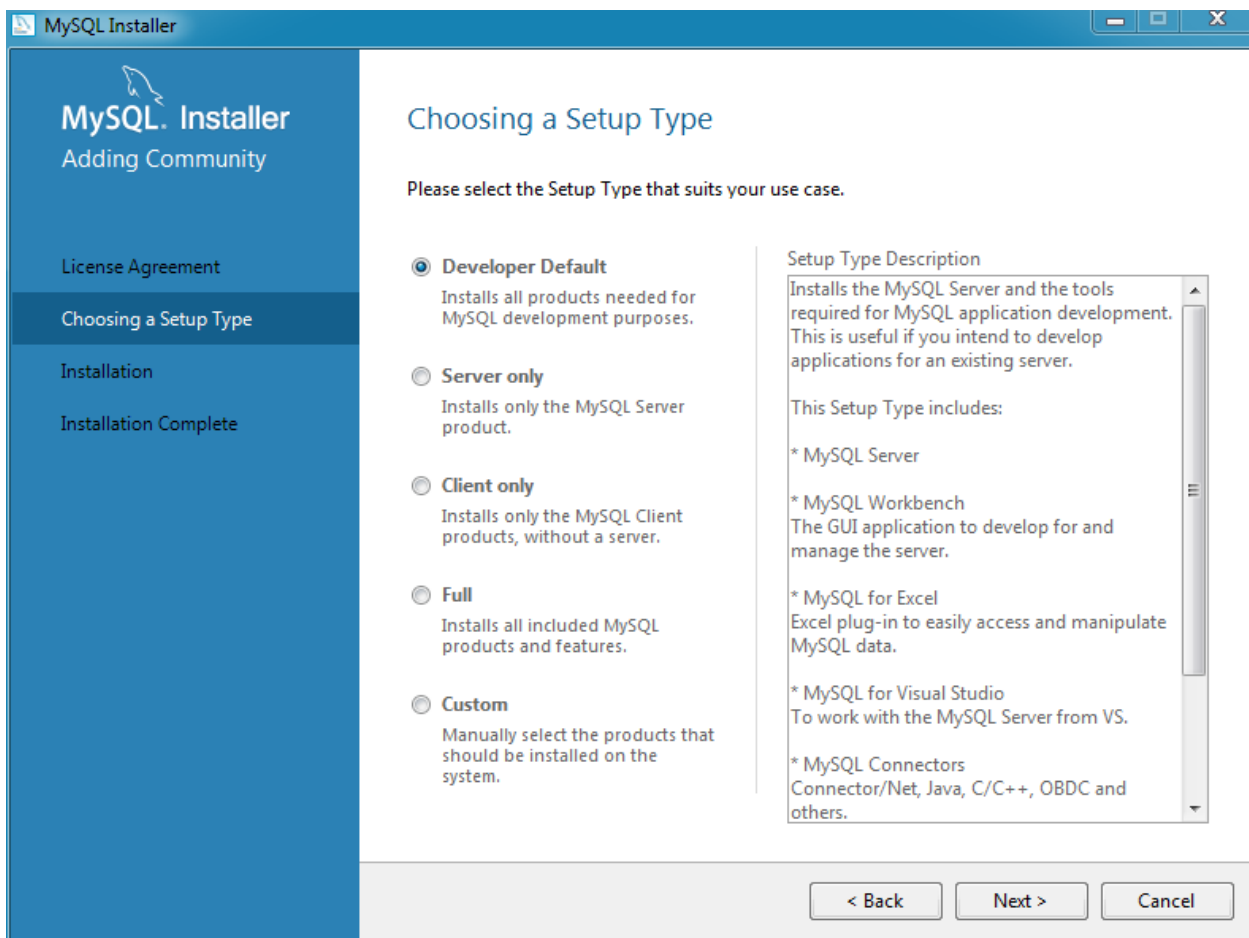 MySQL Installer
MySQL. Installer
Adding Community
License Agreement
Choosing a Setup Type
Installation
Installation Complete
Choosing a Setup Type
Please select the Setup Type that suits your use case.
Developer Default
Installs all products needed for
MySQL development purposes.
Server only
Installs only the MySQL Server
product.
Client only
Installs only the MySQL Client
products, without a server.
Full
Installs all included MySQL
products and features.
Custom
Manually select the products that
should be installed on the
system.
Setup Type Description
Installs the MySQL Server and the tools
required for MySQL application development.
This is useful if you intend to develop
applications for an existing server.
This Setup Type includes:
* MySQL Server
* MySQL Workbench
The GUI application to develop for and
manage the server.
* MySQL for Excel
Excel plug-in to easily access and manipulate
MySQL data.
* MySQL for Visual Studio
To work with the MySQL Server from VS.
* MySQL Connectors
Connector/Net, Java, C/C++, OBDC and
others.
< Back
Next >
Cancel